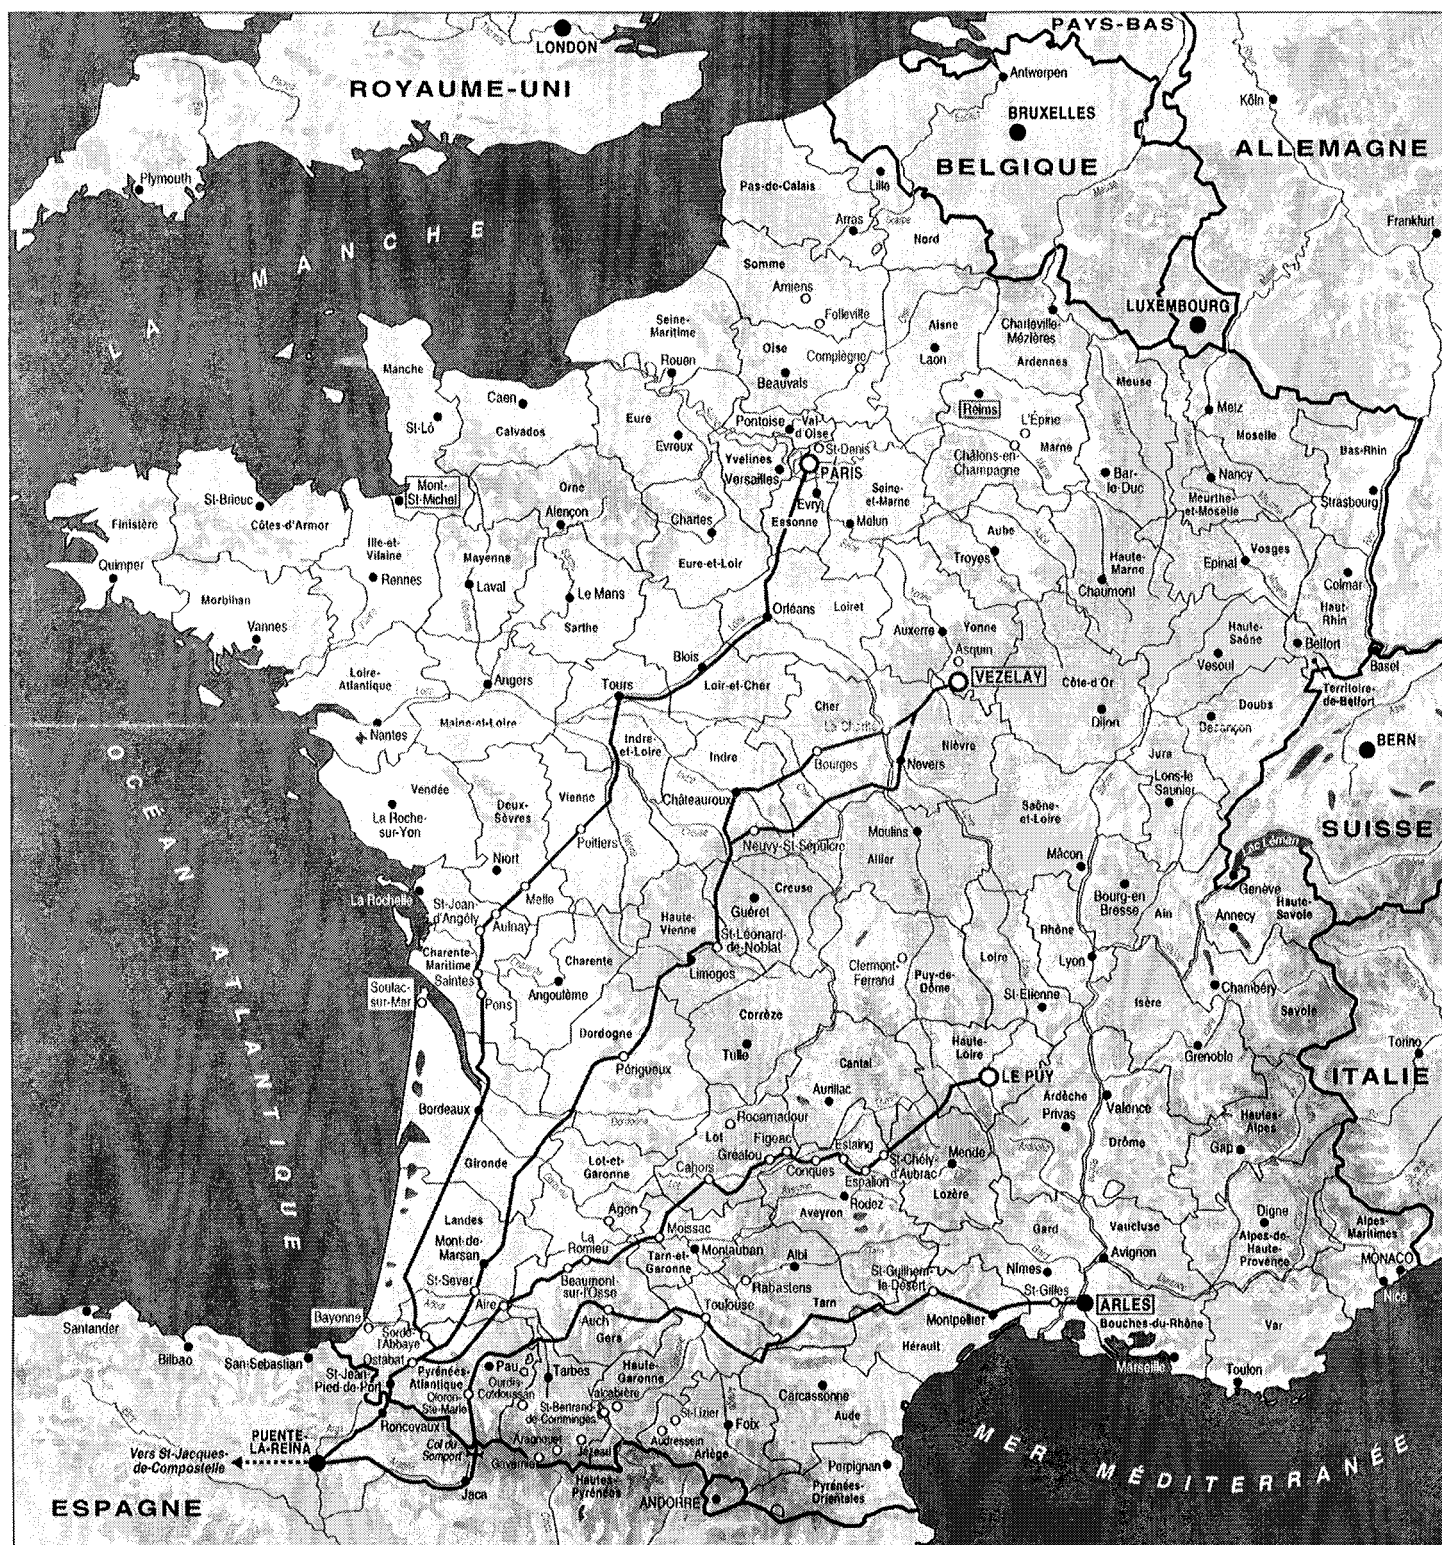 PAYS-BAS
LONDON
ROYAUME-UNI
Antwerpen
Köln
BRUXELLES
BELGIQUE
ALLEMAGNE
Plymouth
Pas-de-Calais
Lille
Meuse
Frankfurt
Arras
Nord
LA MANCHE
Somme
Amiens
Folleville
LUXEMBOURG
Seine-
Maritime
Aisne
Charleville-
Mézières
Rouen
Oise
Compiègne
Laon
Ardennes
Beauvais
Manche
Meuse
Caen
Reims
Metz
St-Lô
Calvados
Eure
Pontoise
Val-
d'Oise
L'Épine
Moselle
Evroux
St-Denis
Marne
Bas-Rhin
Yvelines
Versailles
PARIS
Châlons-en-
Champagne
Bar-
le-Duc
Nancy
Mont-
St-Michel
Orne
Evry
Seine-
et-Marne
Meurthe-
et-Moselle
Strasbourg
St-Brieuc
Finistère
Côtes-d'Armor
Alençon
Chartes
Essonne
Melun
Aube
Troyes
Vosges
Ille-et-
Vilaine
Mayenne
Eure-et-Loir
Haute-
Marne
Epinal
Quimper
Rennes
Laval
Le Mans
Chaumont
Colmar
Morbihan
Vannes
Sarthe
Orléans
Loiret
Haut-
Rhin
Auxerre
Yonne
Haute-
Saône
Belfort
Asquin
Blois
Vesoul
Basel
Loire-
Atlantique
Angers
Tours
Loir-et-Cher
VEZELAY
Côte-d'Or
Territoire-
de-Belfort
Cher
Maine-et-Loire
La Charité
Doubs
Nantes
Dijon
Besançon
Indre-
et-Loire
Indre
Bourges
Nièvre
Nevers
Jura
BERN
Vendée
Deux-
Sèvres
Vienne
Châteauroux
Lons-le
Saunier
La Roche-
sur-Yon
Saône-
et-Loire
SUISSE
Poitiers
Neuvy-St-Sépulcre
Moulins
Allier
Lac Léman
Niort
Mâcon
Genève
La Rochelle
Melle
Creuse
Guéret
Bourg-en
Bresse
Ain
Haute-
Savoie
Annecy
St-Jean-
d'Angély
Aulnay
Haute-
Vienne
St-Léonard-
de-Noblat
Rhône
Charente-
Maritime
Saintes
Charente
Limoges
Clermont-
Ferrand
Puy-de-
Dôme
Loire
Lyon
Soulac-
sur-Mer
Pons
Angoulême
St-Etienne
Isère
Chambéry
Savoie
OCÉAN ATLANTIQUE
Dordogne
Corrèze
Tulle
Haute-
Loire
Grenoble
Torino
Périgueux
Cantal
LE PUY
ITALIE
Aurillac
Bordeaux
Rocamadour
Ardèche
Privas
Valence
Hautes-
Alpes
Gironde
Lot
Figeac
Gréalou
Estaing
Drôme
Gap
Lot-et-
Garonne
Cahors
Conques
St-Chély-
d'Aubrac
Mende
Espalion
Rodez
Lozère
Landes
Agen
Aveyron
Moissac
Gard
Vaucluse
Digne
Alpes-
Maritimes
Mont-de-
Marsan
La
Romieu
Tarn-et-
Garonne
Montauban
Albi
Avignon
Alpes-de-
Haute-
Provence
MONACO
St-Sever
Beaumont-
sur-l'Osse
Rabastens
St-Guilhem-
le-Désert
Nîmes
St-Gilles
Nice
Aire
Auch
Gers
Toulouse
Tarn
Montpellier
ARLES
Bouches-du-Rhône
Bayonne
Santander
Sorde-
l'Abbaye
Hérault
Var
Bilbao
San-Sebastian
Ostabat
Marseille
Toulon
St-Jean-
Pied-de-Port
Pyrénées-
Atlantique
Pau
Tarbes
Haute-
Garonne
Ourdis-
Cotdoussan
Valcabrère
Carcassonne
Oloron-
Ste-Marie
St-Bertrand-
de-Comminges
St-Lizier
Aude
Roncevaux
Foix
PUENTE-
LA-REINA
Col du
Somport
Aragnouet
Jézeau
Audressein
Ariège
Vers St-Jacques-
de-Compostelle
Gavarnie
Hautes-
Pyrénées
Perpignan
Pyrénées-
Orientales
Jaca
ANDORRE
ESPAGNE
MER MÉDITERRANÉE